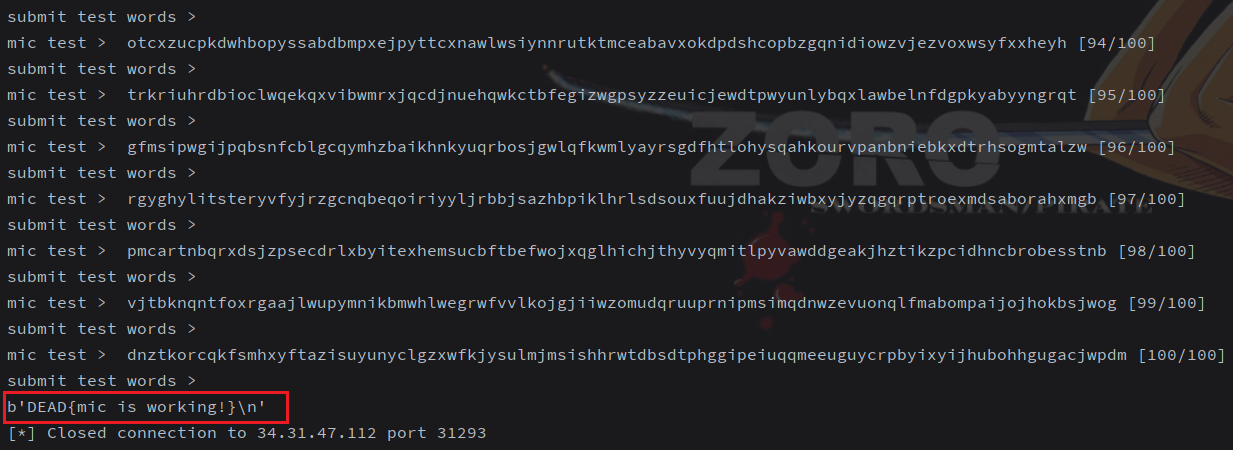 submit test words >
mic test >  otcxzucpkdwhbopyssabdbmpxejpyttcxnawlwsiynnrutktmceabavxokdpdshcopbzgqnidiowzvjezvoxwsyfxxheyh [94/100]
submit test words >
mic test >  trkriuhrdbioclwqekqxvibwmrxjqcdjnuehqwkctbfegizwgpsyzzeuicjewdtpwyunlybqxlawbelnfdgpkyabyyngrqt [95/100]
submit test words >
mic test >  gfmsipwgijpqbsnfcblgcqymhzbaikhnkyuqrbosjgwlqfkwmlyayrsgdfhtlohysqahkourvpanbniebkxdtrhsogmtalzw [96/100]
submit test words >
mic test >  rgyghylitsteryvfyjrzgcnqbeqoiriyyljrbbjsazhbpiklhrlsdsouxfuujdhakziwbxyjyzqgqrptroexmdsaborahxmgb [97/100]
submit test words >
mic test >  pmcartnbqrxdsjzpsecdrlxbyitexhemsucbftbefwojxqglhichjthyvyqmitlpyvawddgeakjhztikzpcidhncbrobesstnb [98/100]
submit test words >
mic test >  vjtbknqntfoxrgaajlwupymnikbmwhlwegrwfvvlkojgjiiwzomudqruuprnipmsimqdnwzevuonqlfmabompaijojhokbsjwog [99/100]
submit test words >
mic test >  dnztkorcqkfsmhxyftazisuyunyclgzxwfkjysulmjmsishhrwtdbsdtphggipeiuqqmeeuguycrpbyixyijhubohhgugacjwpdm [100/100]
submit test words >
b'DEAD{mic is working!}\n'
[*] Closed connection to 34.31.47.112 port 31293
ZORO
SWORDSMAN/PIRATE